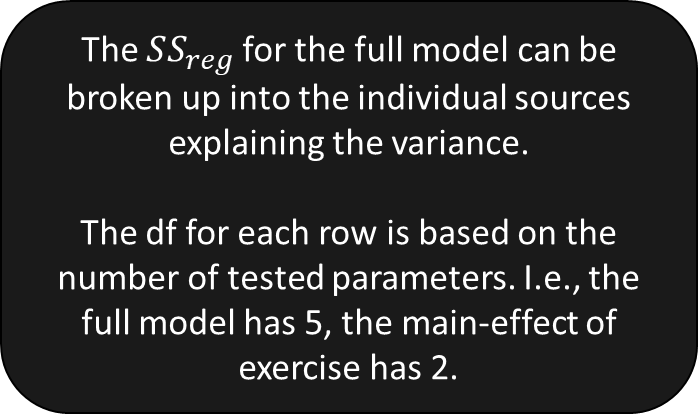 The SSreg for the full model can be
broken up into the individual sources
explaining the variance.
The df for each row is based on the
number of tested parameters. I.e., the
full model has 5, the main-effect of
exercise has 2.